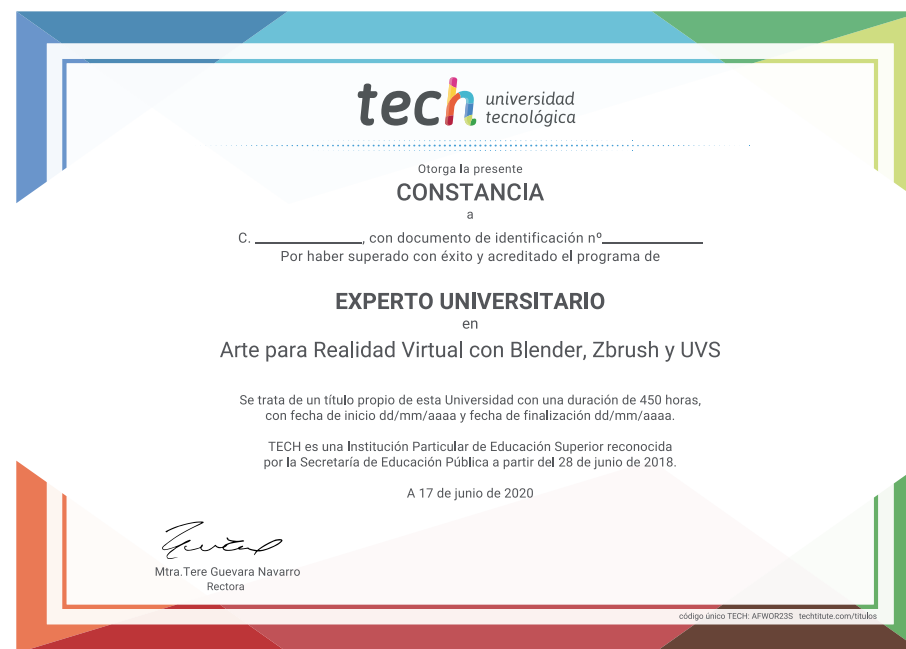 tech universidad
tecnológica
Otorga la presente
CONSTANCIA
a
C. ____________, con documento de identificación nº____________
Por haber superado con éxito y acreditado el programa de
EXPERTO UNIVERSITARIO
en
Arte para Realidad Virtual con Blender, Zbrush y UVS
Se trata de un título propio de esta Universidad con una duración de 450 horas,
con fecha de inicio dd/mm/aaaa y fecha de finalización dd/mm/aaaa.
TECH es una Institución Particular de Educación Superior reconocida
por la Secretaría de Educación Pública a partir del 28 de junio de 2018.
A 17 de junio de 2020
Mtra.Tere Guevara Navarro
Rectora
código único TECH: AFWOR23S techtitute.com/títulos